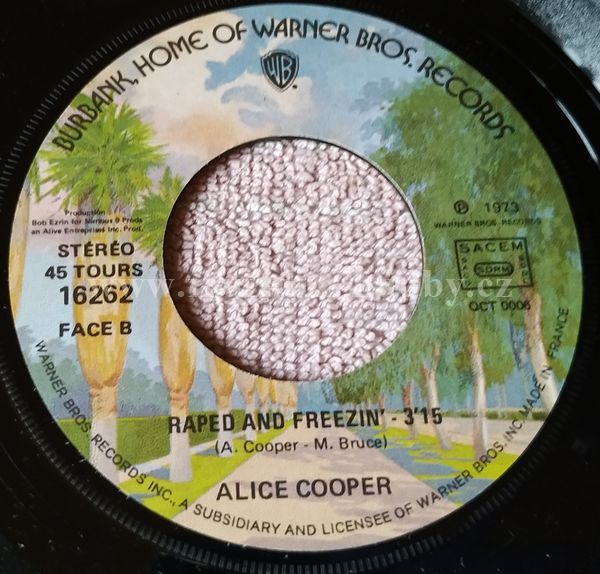 BURBANK, HOME OF WARNER BROS. RECORDS
WB
Production :
Bob Ezrin for Nimbus 9 Prods
an Alive Entreprises Inc. Prod.
STÉRÉO
45 TOURS
16262
FACE B
℗ 1973
WARNER BROS. RECORDS
SACEM
SDRM
OCT 0006
RAPED AND FREEZIN' - 3'15
(A. Cooper - M. Bruce)
ALICE COOPER
WARNER BROS. RECORDS INC., A SUBSIDIARY AND LICENSEE OF WARNER BROS. INC MADE IN FRANCE